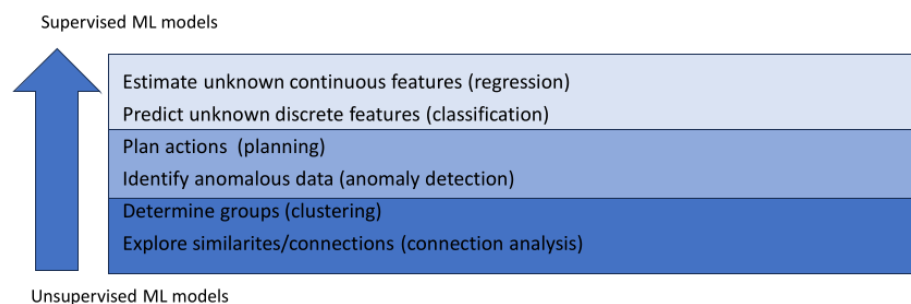 Supervised ML models
Estimate unknown continuous features (regression)
Predict unknown discrete features (classification)
Plan actions  (planning)
Identify anomalous data (anomaly detection)
Determine groups (clustering)
Explore similarites/connections (connection analysis)
Unsupervised ML models